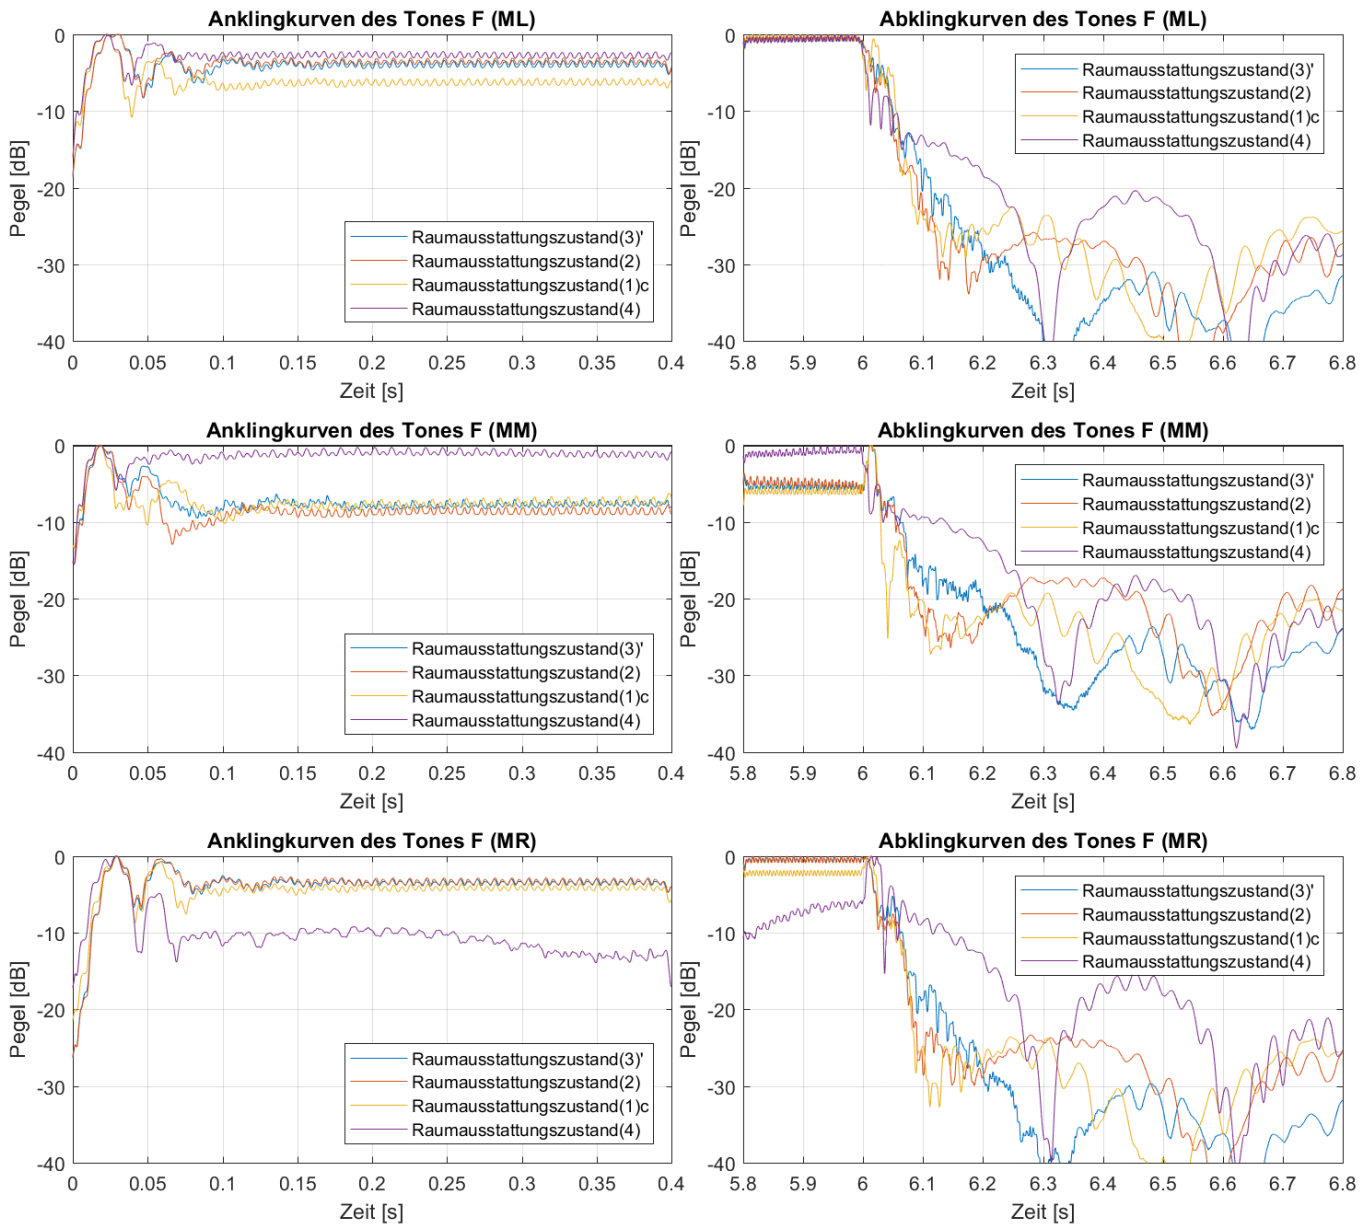 Anklingkurven des Tones F (ML)
0
-10
-20
-30
-40
Pegel [dB]
Raumausstattungszustand(3)'
Raumausstattungszustand(2)
Raumausstattungszustand(1)c
Raumausstattungszustand(4)
0 0.05 0.1 0.15 0.2 0.25 0.3 0.35 0.4
Zeit [s]
Abklingkurven des Tones F (ML)
0
-10
-20
-30
-40
Pegel [dB]
Raumausstattungszustand(3)'
Raumausstattungszustand(2)
Raumausstattungszustand(1)c
Raumausstattungszustand(4)
5.8 5.9 6 6.1 6.2 6.3 6.4 6.5 6.6 6.7 6.8
Zeit [s]
Anklingkurven des Tones F (MM)
0
-10
-20
-30
-40
Pegel [dB]
Raumausstattungszustand(3)'
Raumausstattungszustand(2)
Raumausstattungszustand(1)c
Raumausstattungszustand(4)
0 0.05 0.1 0.15 0.2 0.25 0.3 0.35 0.4
Zeit [s]
Abklingkurven des Tones F (MM)
0
-10
-20
-30
-40
Pegel [dB]
Raumausstattungszustand(3)'
Raumausstattungszustand(2)
Raumausstattungszustand(1)c
Raumausstattungszustand(4)
5.8 5.9 6 6.1 6.2 6.3 6.4 6.5 6.6 6.7 6.8
Zeit [s]
Anklingkurven des Tones F (MR)
0
-10
-20
-30
-40
Pegel [dB]
Raumausstattungszustand(3)'
Raumausstattungszustand(2)
Raumausstattungszustand(1)c
Raumausstattungszustand(4)
0 0.05 0.1 0.15 0.2 0.25 0.3 0.35 0.4
Zeit [s]
Abklingkurven des Tones F (MR)
0
-10
-20
-30
-40
Pegel [dB]
Raumausstattungszustand(3)'
Raumausstattungszustand(2)
Raumausstattungszustand(1)c
Raumausstattungszustand(4)
5.8 5.9 6 6.1 6.2 6.3 6.4 6.5 6.6 6.7 6.8
Zeit [s]